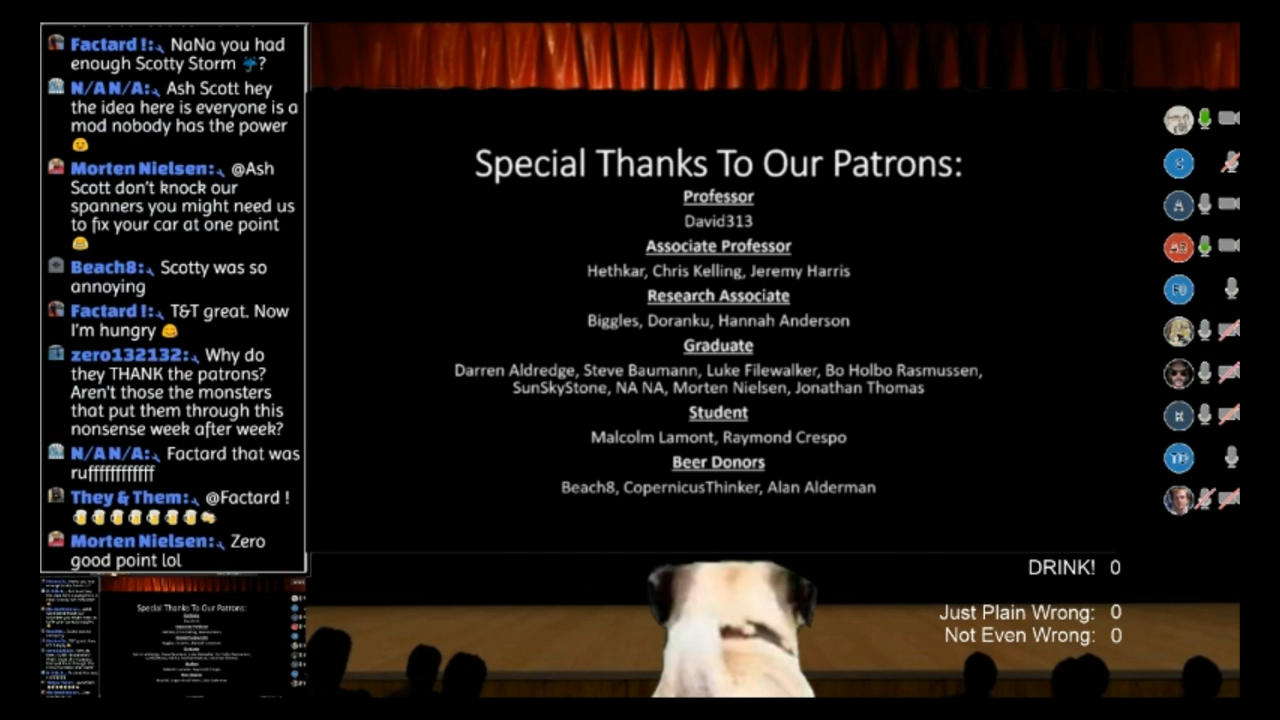 Factard !: NaNa you had
enough Scotty Storm ☔?
N/A N/A: Ash Scott hey
the idea here is everyone is a
mod nobody has the power
Morten Nielsen: @Ash
Scott don't knock our
spanners you might need us
to fix your car at one point
Beach8: Scotty was so
annoying
Factard !: T&T great. Now
I'm hungry
zero132132: Why do
they THANK the patrons?
Aren't those the monsters
that put them through this
nonsense week after week?
N/A N/A: Factard that was
ruffffffffffff
They & Them: @Factard !
🍺🍺🍺🍺🍺🍺🍻
Morten Nielsen: Zero
good point lol
Special Thanks To Our Patrons:
Professor
David313
Associate Professor
Hethkar, Chris Kelling, Jeremy Harris
Research Associate
Biggles, Doranku, Hannah Anderson
Graduate
Darren Aldredge, Steve Baumann, Luke Filewalker, Bo Holbo Rasmussen,
SunSkyStone, NA NA, Morten Nielsen, Jonathan Thomas
Student
Malcolm Lamont, Raymond Crespo
Beer Donors
Beach8, CopernicusThinker, Alan Alderman
S
A
K
DRINK! 0
Just Plain Wrong: 0
Not Even Wrong: 0
Special Thanks To Our Patrons: